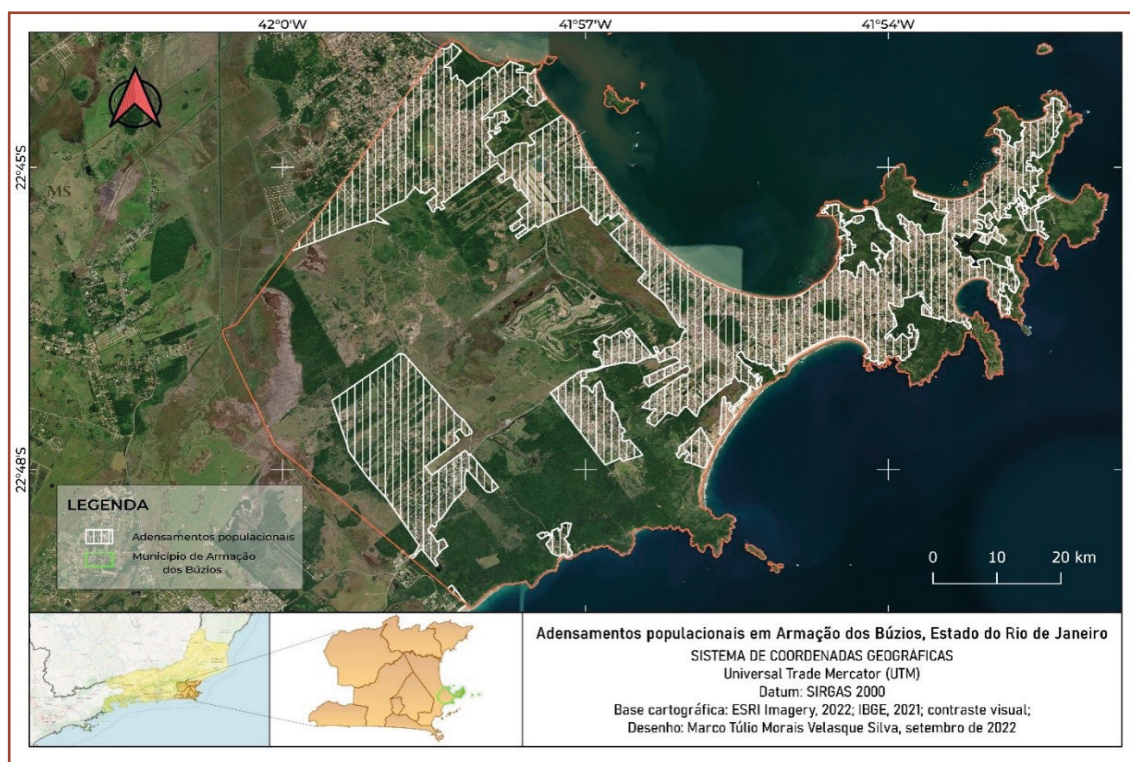 42°0'W 41°57'W 41°54'W
22°45'S
MS
22°48'S
LEGENDA
Adensamentos populacionais
Município de Armação
dos Búzios
0 10 20 km
Adensamentos populacionais em Armação dos Búzios, Estado do Rio de Janeiro
SISTEMA DE COORDENADAS GEOGRÁFICAS
Universal Trade Mercator (UTM)
Datum: SIRGAS 2000
Base cartográfica: ESRI Imagery, 2022; IBGE, 2021; contraste visual;
Desenho: Marco Túlio Morais Velasque Silva, setembro de 2022